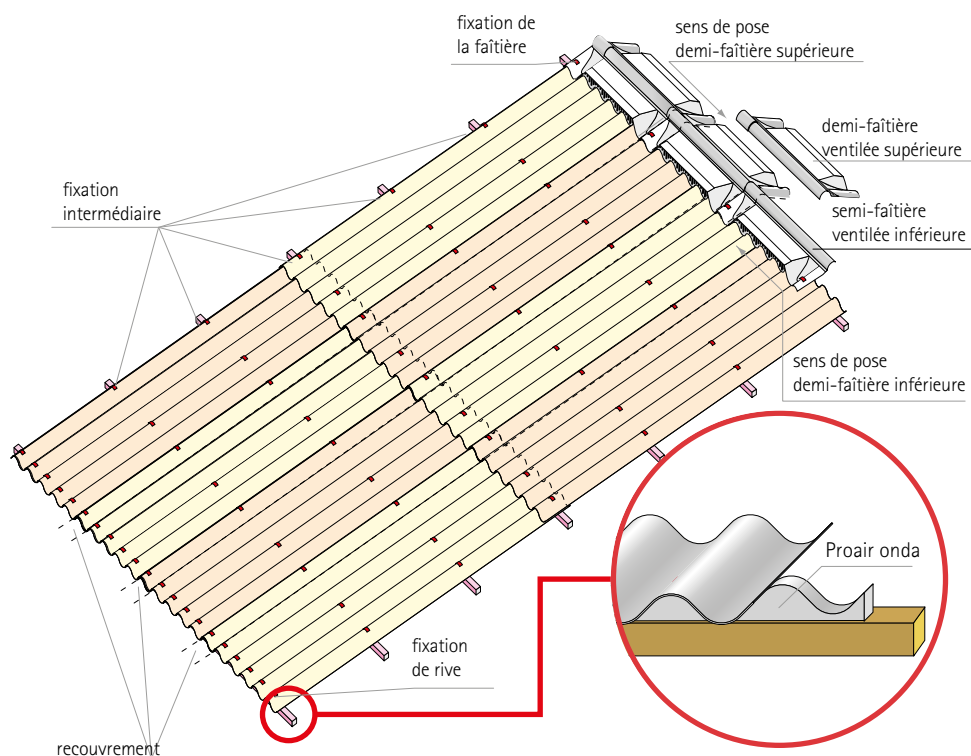 fixation de
la faîtière
sens de pose
demi-faîtière supérieure
demi-faîtière
ventilée supérieure
fixation
intermédiaire
semi-faîtière
ventilée inférieure
sens de pose
demi-faîtière inférieure
Proair onda
fixation
de rive
recouvrement